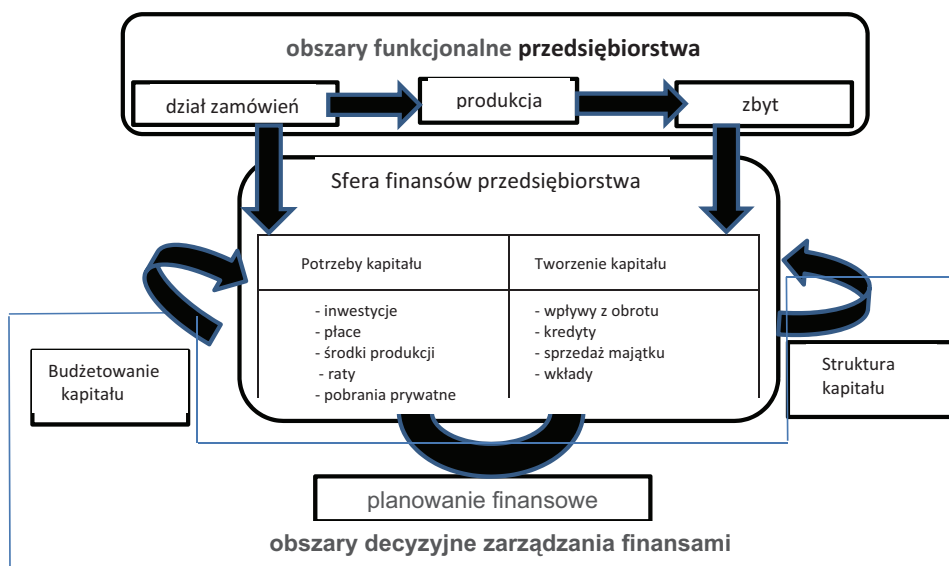 obszary funkcjonalne przedsiębiorstwa
dział zamówień
produkcja
zbyt
Sfera finansów przedsiębiorstwa
Potrzeby kapitału
Tworzenie kapitału
- inwestycje
- płace
- środki produkcji
- raty
- pobrania prywatne
- wpływy z obrotu
- kredyty
- sprzedaż majątku
- wkłady
Budżetowanie
kapitału
Struktura
kapitału
planowanie finansowe
obszary decyzyjne zarządzania finansami